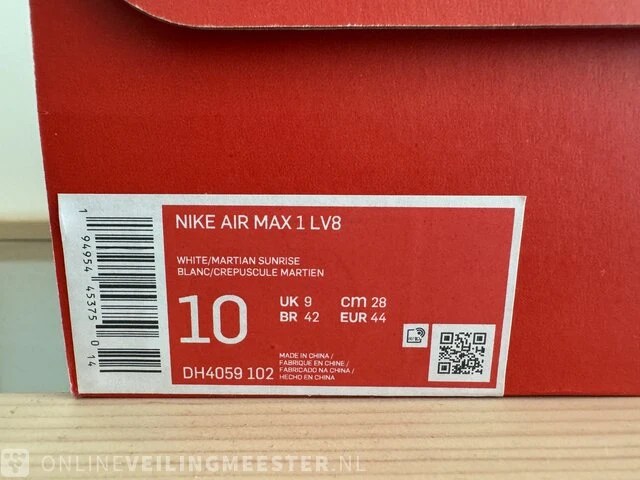 NIKE AIR MAX 1 LV8
WHITE/MARTIAN SUNRISE
BLANC/CREPUSCULE MARTIEN
10
UK 9 cm 28
BR 42 EUR 44
MADE IN CHINA /
FABRIQUE EN CHINE /
FABRICADO NA CHINA /
HECHO EN CHINA
DH4059 102
1 94954 45375 0 14
ONLINEVEILINGMEESTER.NL